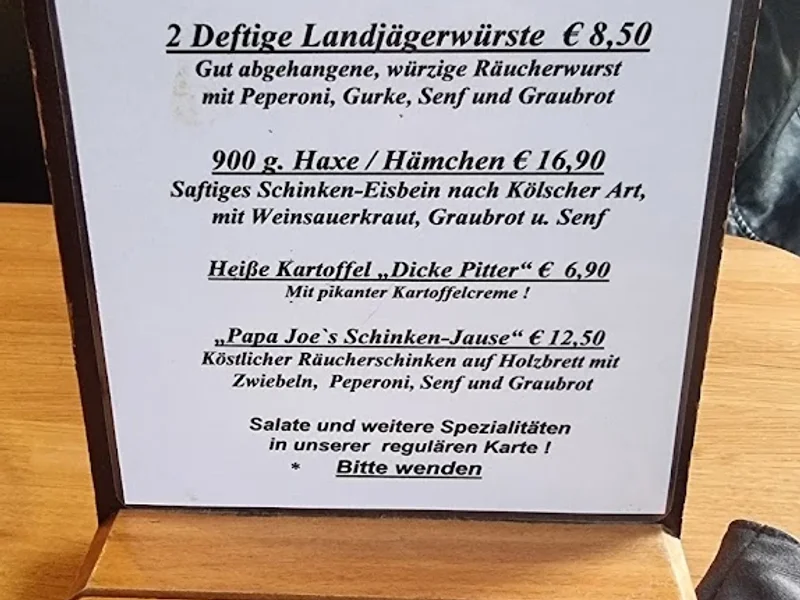 2 Deftige Landjägerwürste € 8,50
Gut abgehangene, würzige Räucherwurst
mit Peperoni, Gurke, Senf und Graubrot
900 g. Haxe / Hämchen € 16,90
Saftiges Schinken-Eisbein nach Kölscher Art,
mit Weinsauerkraut, Graubrot u. Senf
Heiße Kartoffel „Dicke Pitter“ € 6,90
Mit pikanter Kartoffelcreme !
„Papa Joe`s Schinken-Jause“ € 12,50
Köstlicher Räucherschinken auf Holzbrett mit
Zwiebeln, Peperoni, Senf und Graubrot
Salate und weitere Spezialitäten
in unserer regulären Karte !
* Bitte wenden